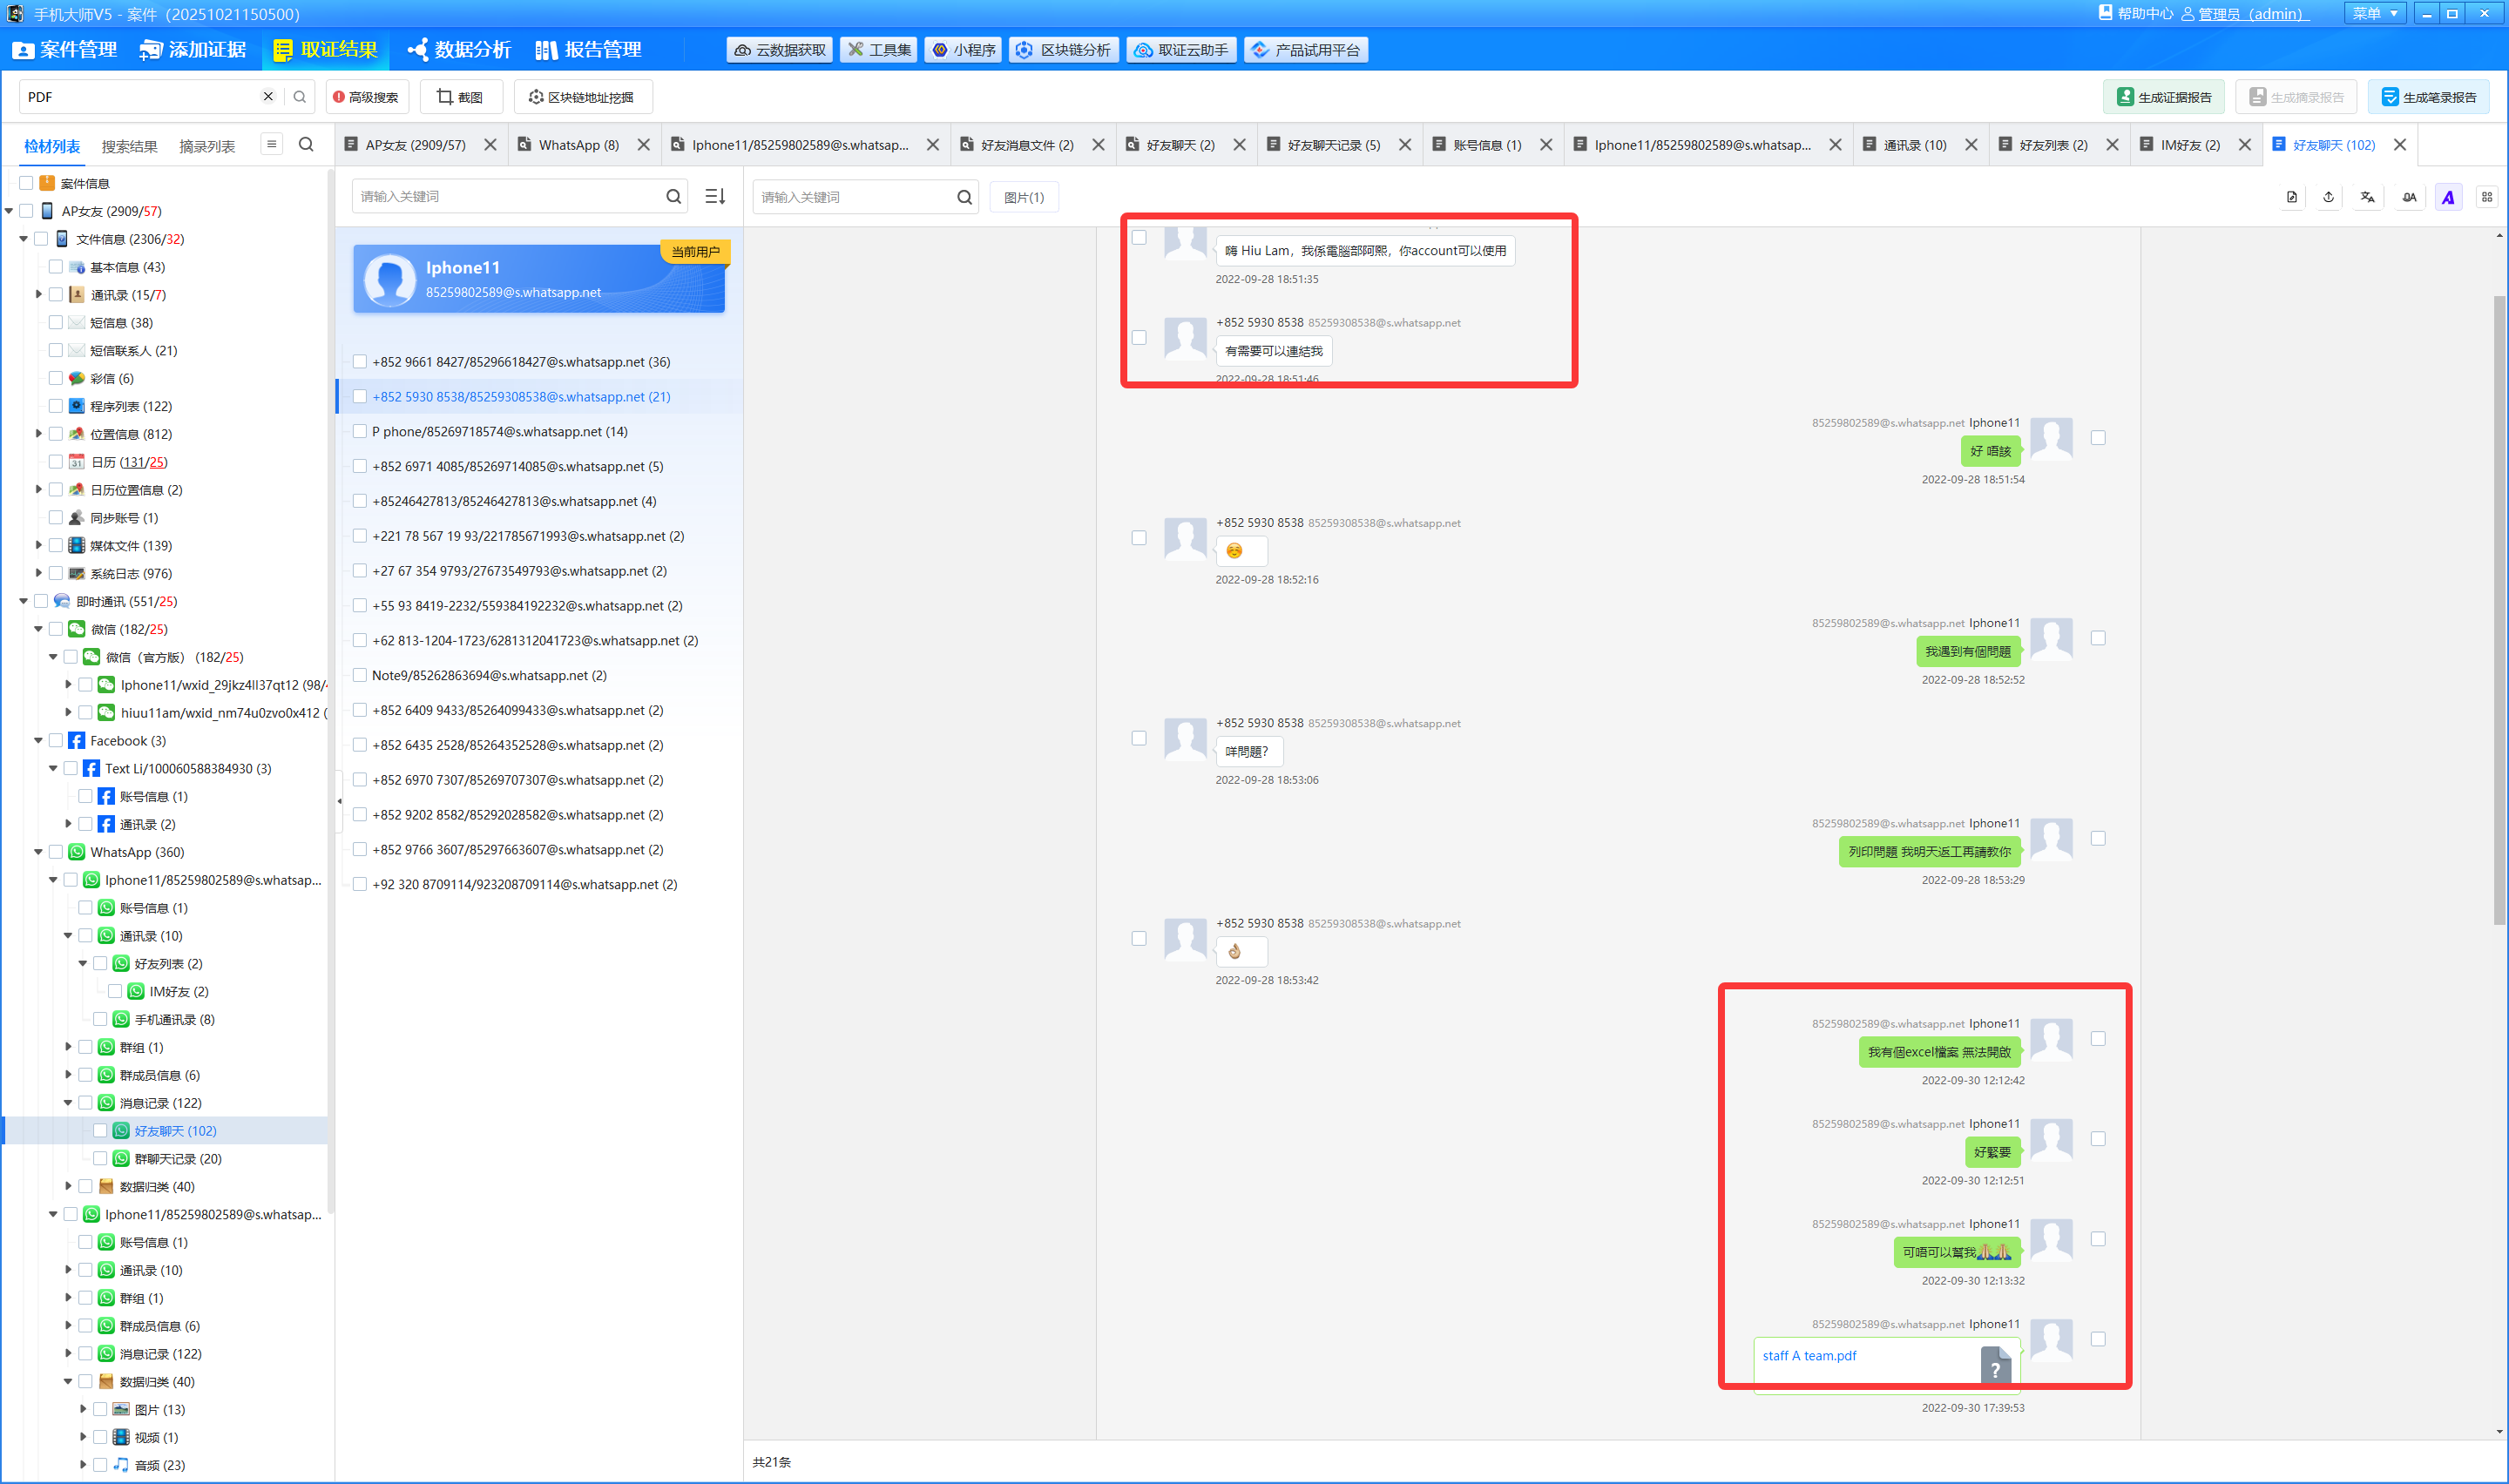 手机大师V5 - 案件（20251021150500）
帮助中心 管理员（admin） 菜单
案件管理 添加证据 取证结果 数据分析 报告管理
云数据获取 工具集 小程序 区块链分析 取证云助手 产品试用平台
PDF 高级搜索 截图 区块链地址挖掘
生成证据报告 生成摘录报告 生成笔录报告
检材列表 搜索结果 摘录列表
AP女友 (2909/57) WhatsApp (8) Iphone11/85259802589@s.whatsap... 好友消息文件 (2) 好友聊天 (2) 好友聊天记录 (5) 账号信息 (1) Iphone11/85259802589@s.whatsap... 通讯录 (10) 好友列表 (2) IM好友 (2) 好友聊天 (102)
案件信息
AP女友 (2909/57)
文件信息 (2306/32)
基本信息 (43)
通讯录 (15/7)
短信息 (38)
短信联系人 (21)
彩信 (6)
程序列表 (122)
位置信息 (812)
日历 (131/25)
日历位置信息 (2)
同步账号 (1)
媒体文件 (139)
系统日志 (976)
即时通讯 (551/25)
微信 (182/25)
微信（官方版） (182/25)
Iphone11/wxid_29jkz4ll37qt12 (98/
hiuu11am/wxid_nm74u0zvo0x412 (
Facebook (3)
Text Li/100060588384930 (3)
账号信息 (1)
通讯录 (2)
WhatsApp (360)
Iphone11/85259802589@s.whatsap...
账号信息 (1)
通讯录 (10)
好友列表 (2)
IM好友 (2)
手机通讯录 (8)
群组 (1)
群成员信息 (6)
消息记录 (122)
好友聊天 (102)
群聊天记录 (20)
数据归类 (40)
Iphone11/85259802589@s.whatsap...
账号信息 (1)
通讯录 (10)
群组 (1)
群成员信息 (6)
消息记录 (122)
数据归类 (40)
图片 (13)
视频 (1)
音频 (23)
请输入关键词
当前用户
Iphone11
85259802589@s.whatsapp.net
+852 9661 8427/85296618427@s.whatsapp.net (36)
+852 5930 8538/85259308538@s.whatsapp.net (21)
P phone/85269718574@s.whatsapp.net (14)
+852 6971 4085/85269714085@s.whatsapp.net (5)
+85246427813/85246427813@s.whatsapp.net (4)
+221 78 567 19 93/221785671993@s.whatsapp.net (2)
+27 67 354 9793/27673549793@s.whatsapp.net (2)
+55 93 8419-2232/559384192232@s.whatsapp.net (2)
+62 813-1204-1723/6281312041723@s.whatsapp.net (2)
Note9/85262863694@s.whatsapp.net (2)
+852 6409 9433/85264099433@s.whatsapp.net (2)
+852 6435 2528/85264352528@s.whatsapp.net (2)
+852 6970 7307/85269707307@s.whatsapp.net (2)
+852 9202 8582/85292028582@s.whatsapp.net (2)
+852 9766 3607/85297663607@s.whatsapp.net (2)
+92 320 8709114/923208709114@s.whatsapp.net (2)
请输入关键词 图片(1)
嗨 Hiu Lam，我係電腦部阿熙，你account可以使用
2022-09-28 18:51:35
+852 5930 8538 85259308538@s.whatsapp.net
有需要可以連結我
2022-09-28 18:51:46
85259802589@s.whatsapp.net Iphone11
好 唔該
2022-09-28 18:51:54
+852 5930 8538 85259308538@s.whatsapp.net
☺️
2022-09-28 18:52:16
85259802589@s.whatsapp.net Iphone11
我遇到有個問題
2022-09-28 18:52:52
+852 5930 8538 85259308538@s.whatsapp.net
咩問題？
2022-09-28 18:53:06
85259802589@s.whatsapp.net Iphone11
列印問題 我明天返工再請教你
2022-09-28 18:53:29
+852 5930 8538 85259308538@s.whatsapp.net
👌🏼
2022-09-28 18:53:42
85259802589@s.whatsapp.net Iphone11
我有個excel檔案 無法開啟
2022-09-30 12:12:42
85259802589@s.whatsapp.net Iphone11
好緊要
2022-09-30 12:12:51
85259802589@s.whatsapp.net Iphone11
可唔可以幫我🙏🏼🙏🏼
2022-09-30 12:13:32
85259802589@s.whatsapp.net Iphone11
staff A team.pdf
2022-09-30 17:39:53
共21条